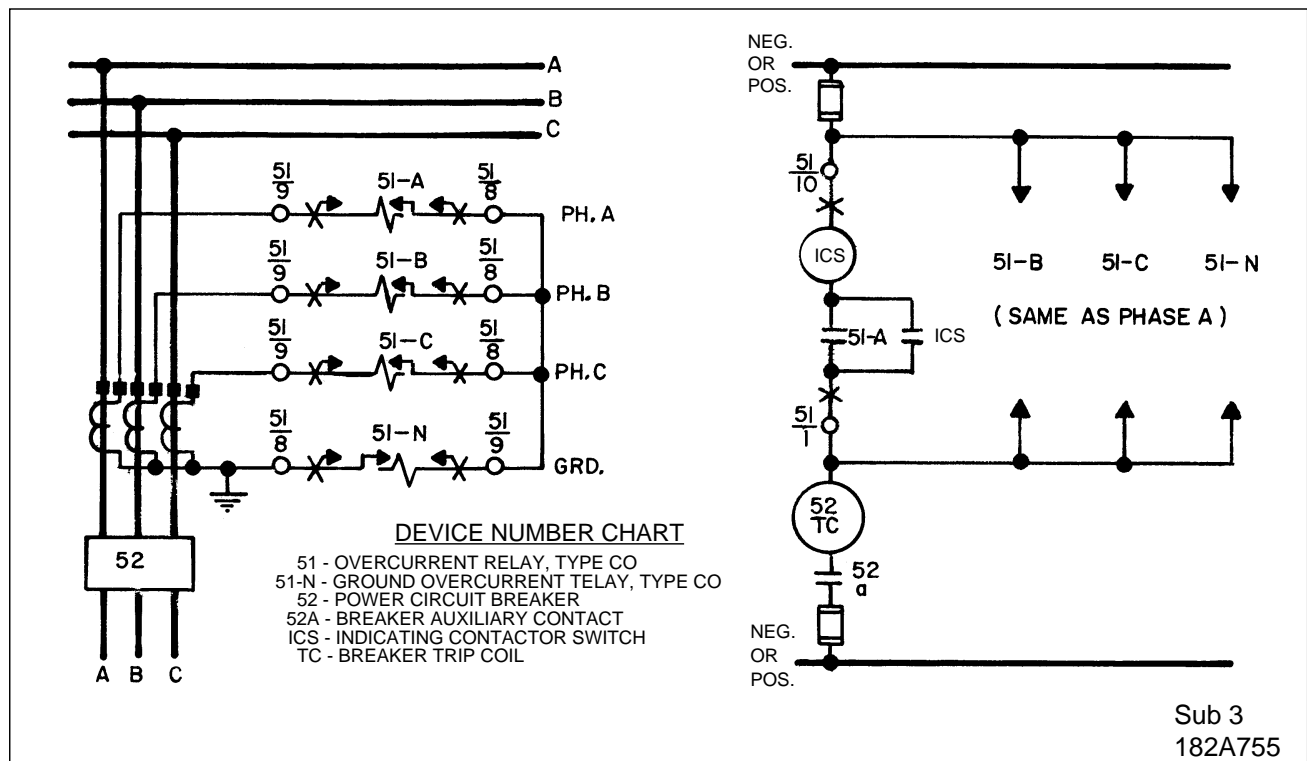 A
B
C
51
9
51-A
51
8
PH. A
51
9
51-B
51
8
PH. B
51
9
51-C
51
8
PH. C
51
8
51-N
51
9
GRD.
52
A B C
DEVICE NUMBER CHART
51 - OVERCURRENT RELAY, TYPE CO
51-N - GROUND OVERCURRENT TELAY, TYPE CO
52 - POWER CIRCUIT BREAKER
52A - BREAKER AUXILIARY CONTACT
ICS - INDICATING CONTACTOR SWITCH
TC - BREAKER TRIP COIL
NEG.
OR
POS.
51
10
ICS
51-A
ICS
51
1
52
TC
52
a
NEG.
OR
POS.
51-B 51-C 51-N
( SAME AS PHASE A )
Sub 3
182A755